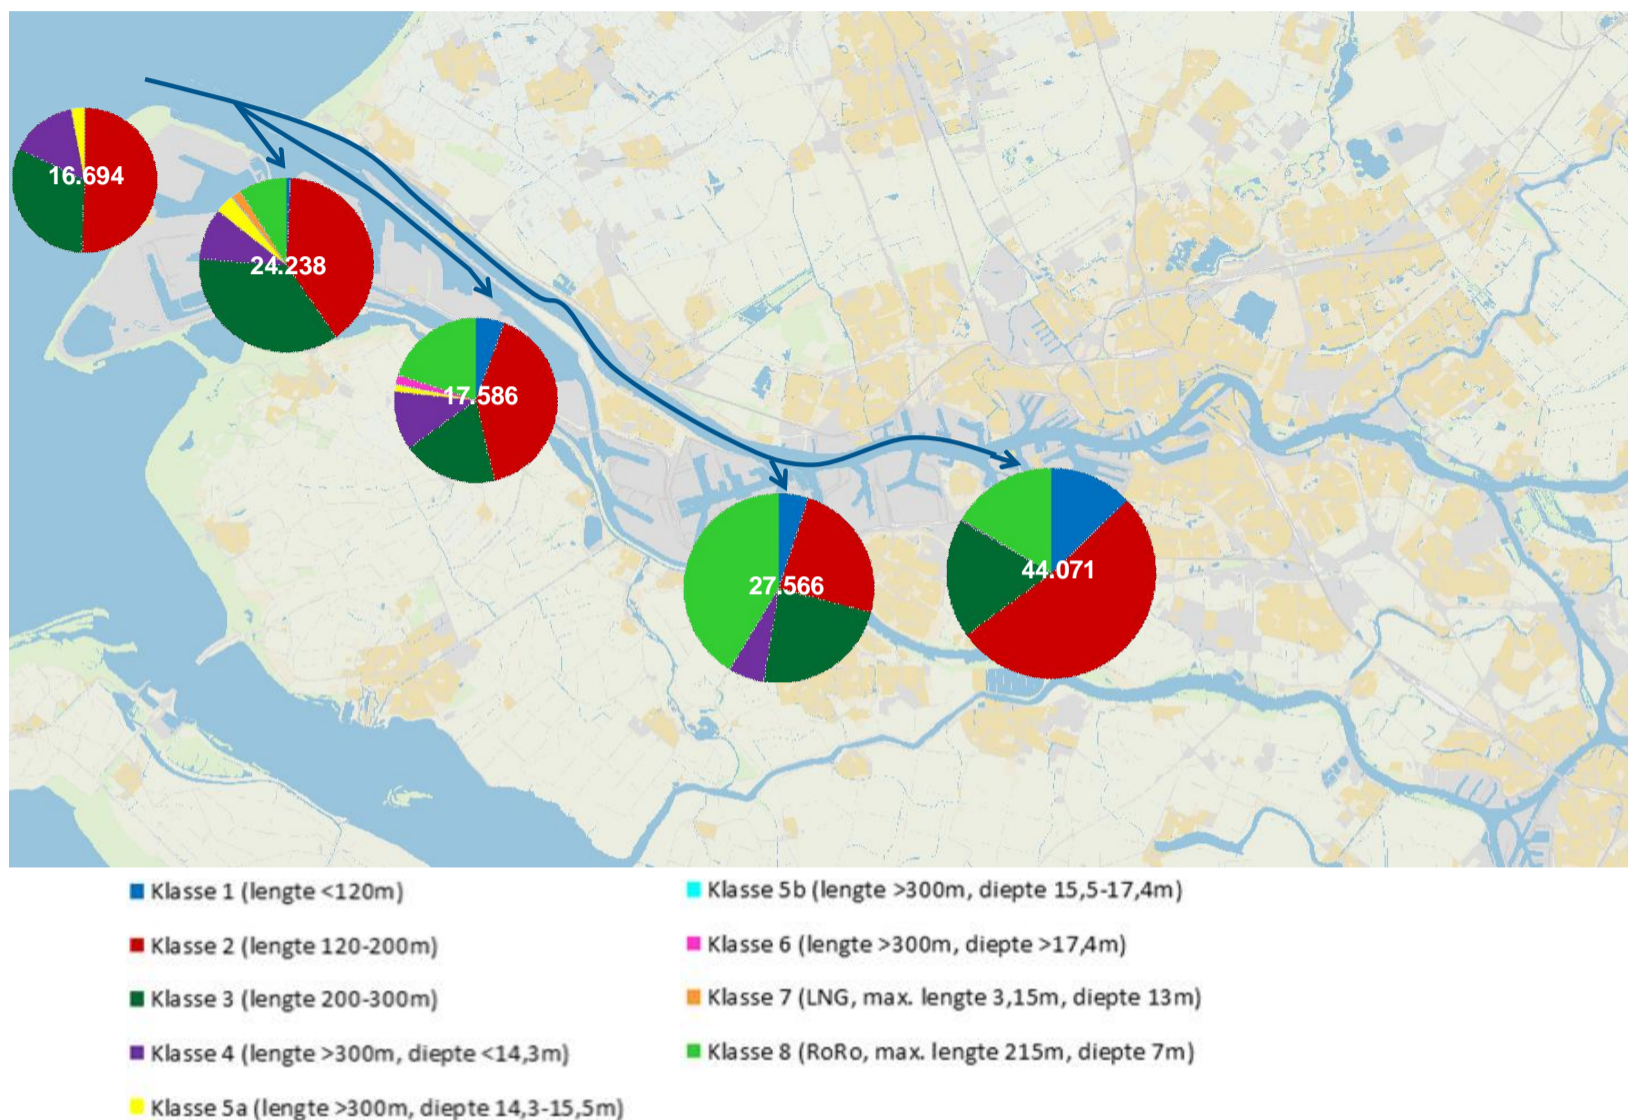 16.694
24.238
17.586
27.566
44.071
Klasse 1 (lengte <120m)
Klasse 2 (lengte 120-200m)
Klasse 3 (lengte 200-300m)
Klasse 4 (lengte >300m, diepte <14,3m)
Klasse 5a (lengte >300m, diepte 14,3-15,5m)
Klasse 5b (lengte >300m, diepte 15,5-17,4m)
Klasse 6 (lengte >300m, diepte >17,4m)
Klasse 7 (LNG, max. lengte 3,15m, diepte 13m)
Klasse 8 (RoRo, max. lengte 215m, diepte 7m)